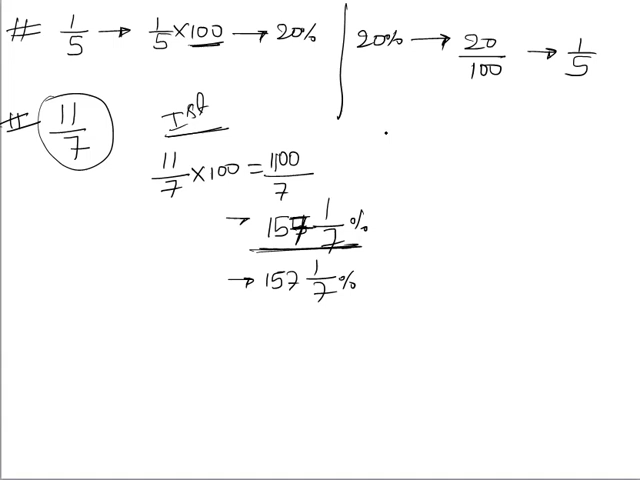 # 1/5 → 1/5 × 100 → 20% | 20% → 20/100 → 1/5
# 11/7 Ist
11/7 × 100 = 1100/7
→ 157 1/7 %
→ 157 1/7 %